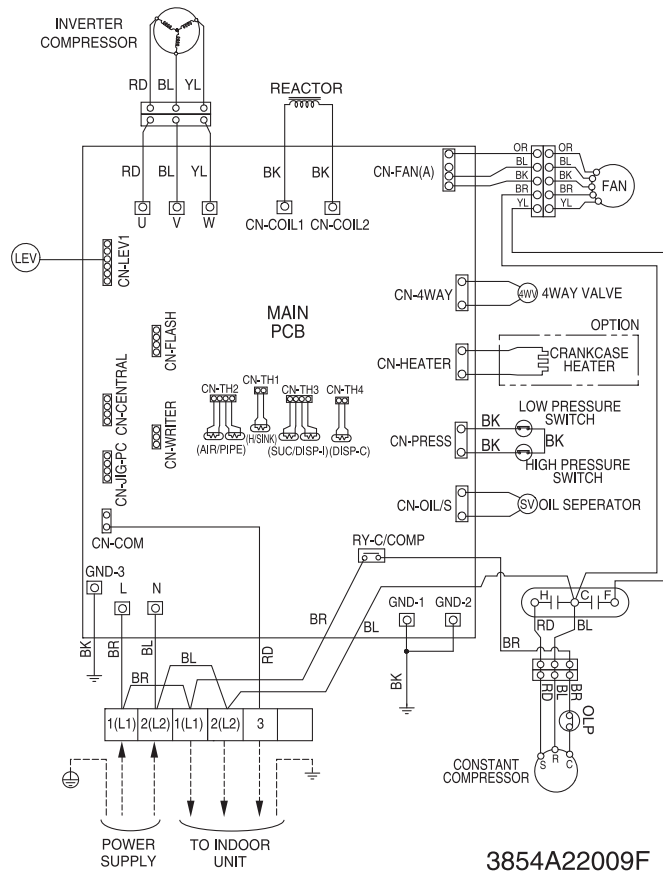 INVERTER
COMPRESSOR
RD BL YL
REACTOR
RD BL YL
BK BK
U V W
CN-COIL1 CN-COIL2
CN-FAN(A)
OR OR
BL BL
BK BK
BR BR
YL YL
FAN
LEV
CN-LEV1
CN-FLASH
MAIN
PCB
CN-4WAY
4WV 4WAY VALVE
OPTION
CN-HEATER
CRANKCASE
HEATER
CN-CENTRAL
CN-WRITER
CN-JIG-PC
CN-TH2 CN-TH1 CN-TH3 CN-TH4
(AIR/PIPE) (H/SINK) (SUC/DISP-I) (DISP-C)
CN-PRESS
BK
LOW PRESSURE
SWITCH
BK
BK
HIGH PRESSURE
SWITCH
CN-OIL/S
SV OIL SEPERATOR
CN-COM
RY-C/COMP
GND-3
L N
GND-1 GND-2
H C F
BK
BR
BL
RD
BR
BL
BK
BR
RD BL
BR
BL
RD
BL
BR
OLP
1(L1) 2(L2) 1(L1) 2(L2) 3
CONSTANT
COMPRESSOR
S R C
POWER
SUPPLY
TO INDOOR
UNIT
3854A22009F